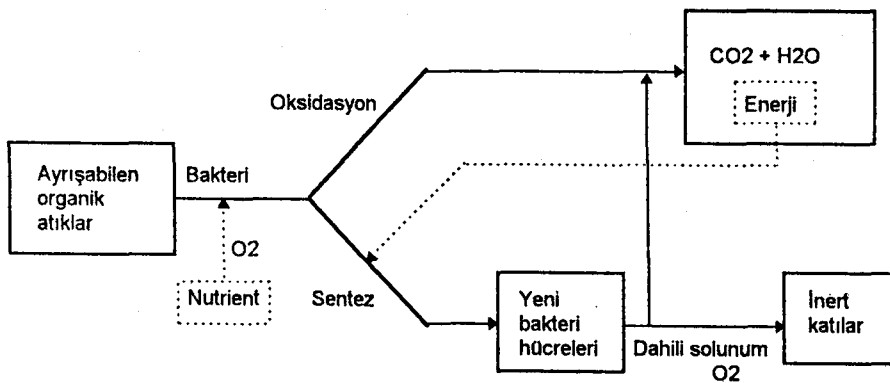 CO2 + H2O
Enerji
Oksidasyon
Ayrışabilen
organik
atıklar
Bakteri
O2
Nutrient
Sentez
Yeni
bakteri
hücreleri
Dahili solunum
O2
İnert
katılar